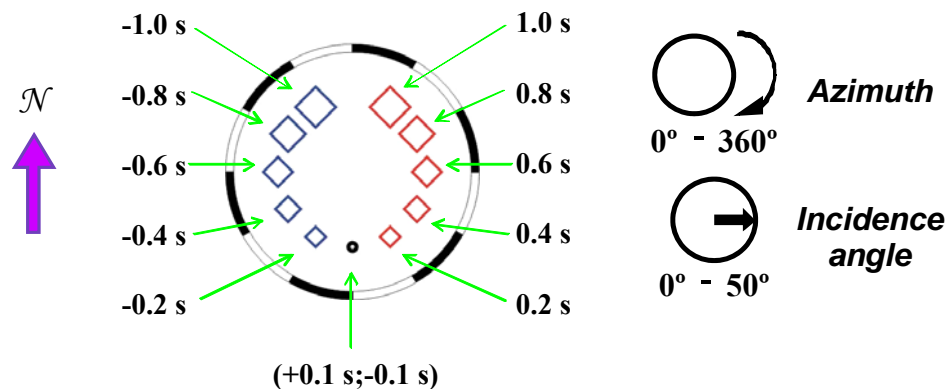 -1.0 s
1.0 s
-0.8 s
0.8 s
-0.6 s
0.6 s
-0.4 s
0.4 s
-0.2 s
0.2 s
(+0.1 s;-0.1 s)
N
Azimuth
0º - 360º
Incidence
angle
0º - 50º